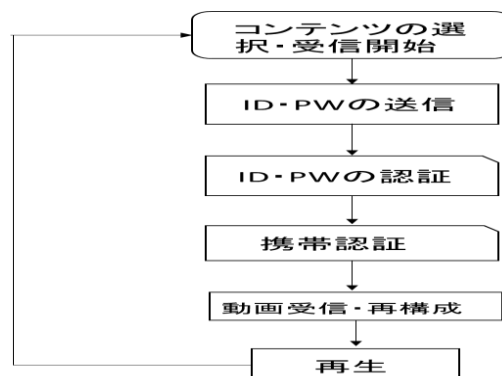 コンテンツの選
択・受信開始
ID・PWの送信
ID・PWの認証
携帯認証
動画受信・再構成
再生